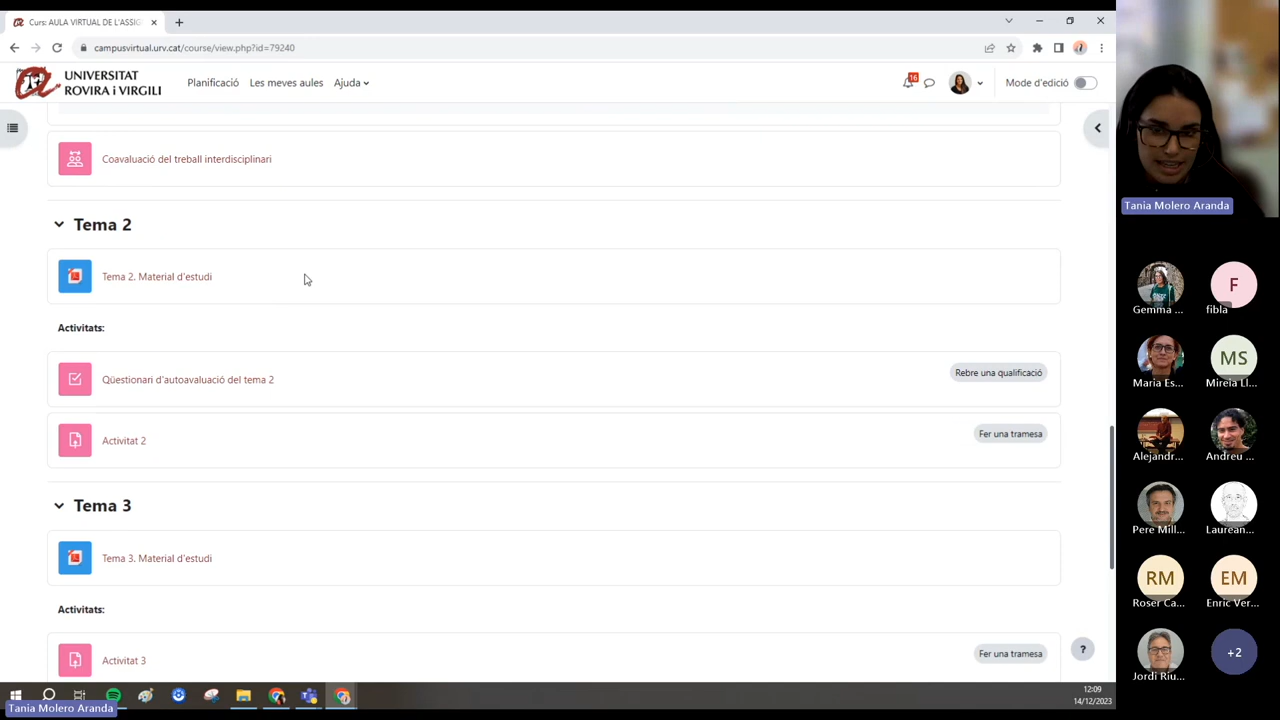 Curs: AULA VIRTUAL DE L'ASSIG
campusvirtual.urv.cat/course/view.php?id=79240
UNIVERSITAT
ROVIRA i VIRGILI
Planificació
Les meves aules
Ajuda
16
Mode d'edició
Coavaluació del treball interdisciplinari
Tema 2
Tema 2. Material d'estudi
Activitats:
Qüestionari d'autoavaluació del tema 2
Rebre una qualificació
Activitat 2
Fer una tramesa
Tema 3
Tema 3. Material d'estudi
Activitats:
Activitat 3
Fer una tramesa
?
12:09
14/12/2023
Tania Molero Aranda
Tania Molero Aranda
Gemma ...
F
fibla
Maria Es...
MS
Mireia Ll...
Alejandr...
Andreu ...
Pere Mill...
Laurean...
RM
Roser Ca...
EM
Enric Ver...
Jordi Riu...
+2